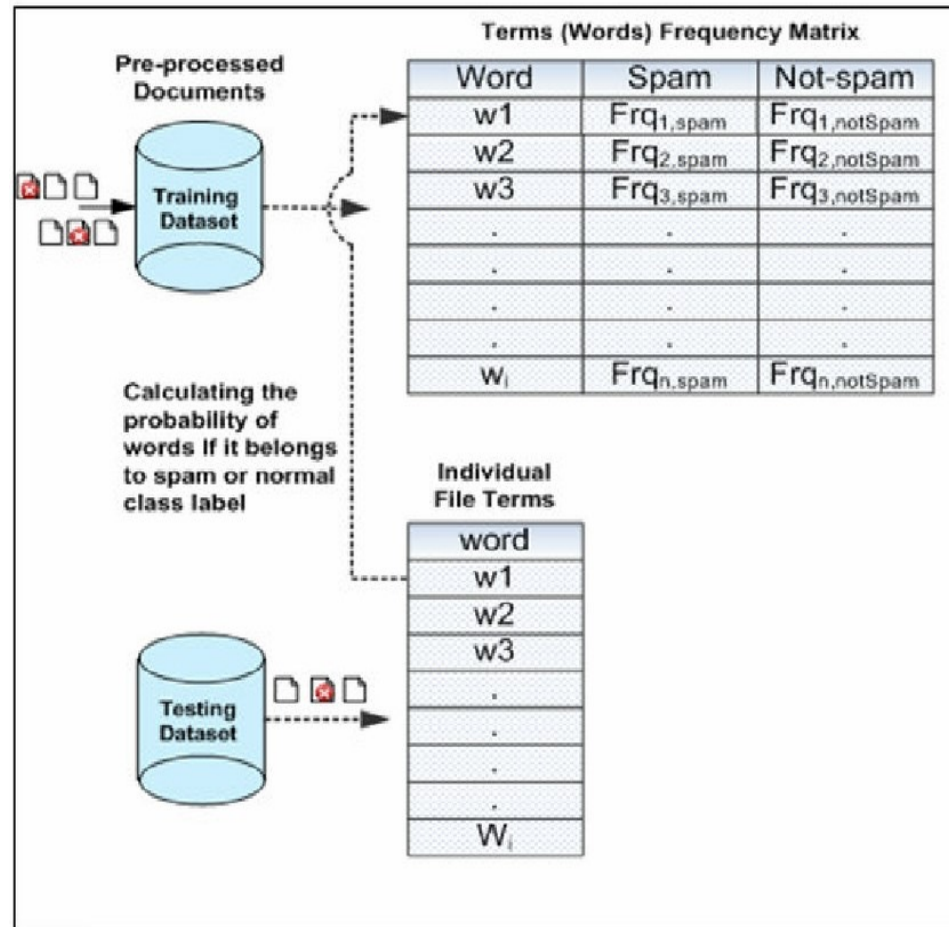 Terms (Words) Frequency Matrix
Pre-processed
Documents
Training
Dataset
Word Spam Not-spam
w1 Frq1,spam Frq1,notSpam
w2 Frq2,spam Frq2,notSpam
w3 Frq3,spam Frq3,notSpam
. . .
. . .
. . .
. . .
wi Frqn,spam Frqn,notSpam
Calculating the
probability of
words If it belongs
to spam or normal
class label
Individual
File Terms
word
w1
w2
w3
.
.
.
.
Wi
Testing
Dataset